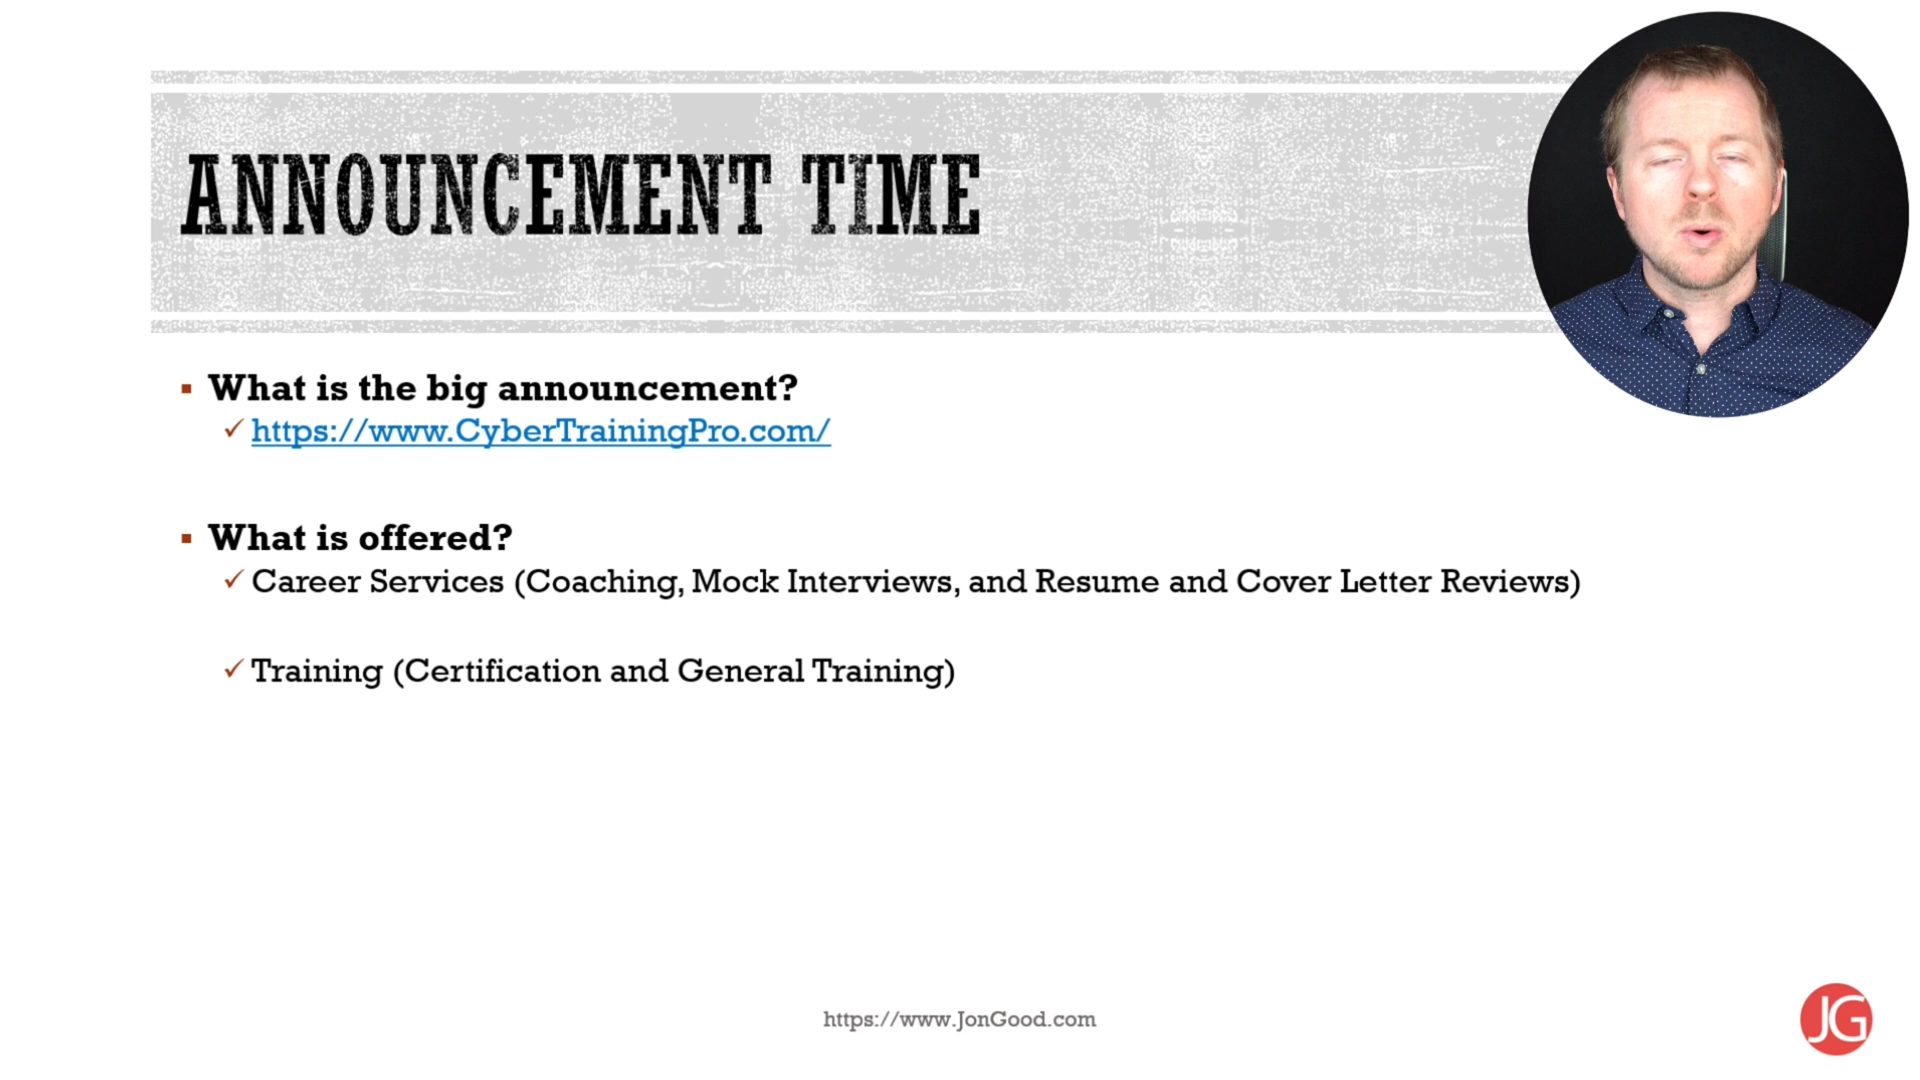 ANNOUNCEMENT TIME
What is the big announcement?
https://www.CyberTrainingPro.com/
What is offered?
Career Services (Coaching, Mock Interviews, and Resume and Cover Letter Reviews)
Training (Certification and General Training)
https://www.JonGood.com
JG